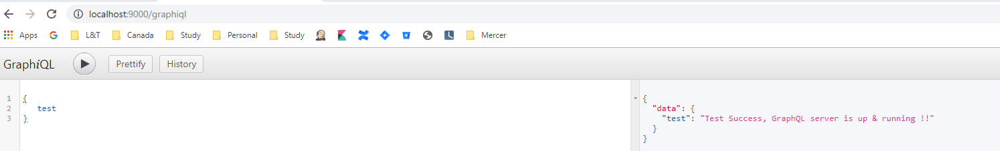 localhost:9000/graphiql
Apps L&T Canada Study Personal Study Mercer
GraphiQL Prettify History
1 {
2 test
3 }
{
"data": {
"test": "Test Success, GraphQL server is up & running !!"
}
}